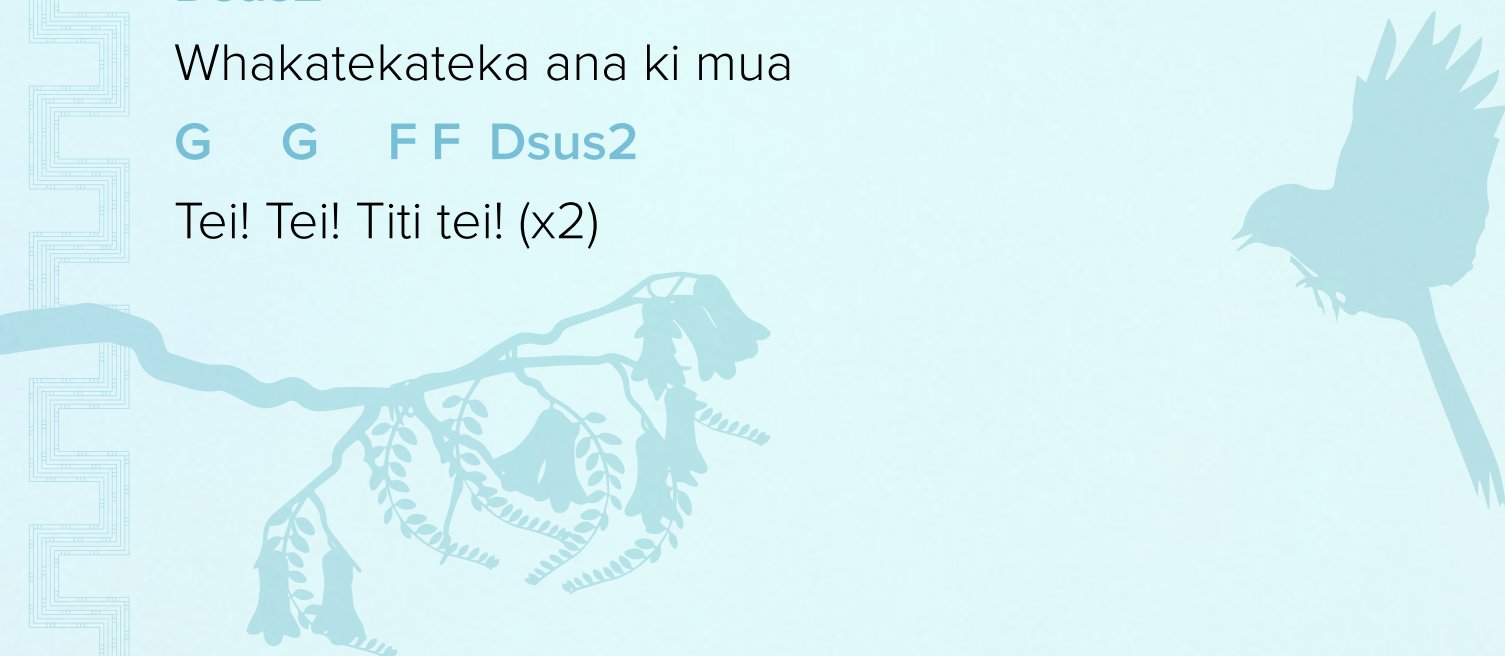 Whakatekateka ana ki mua
G G F F Dsus2
Tei! Tei! Titi tei! (x2)